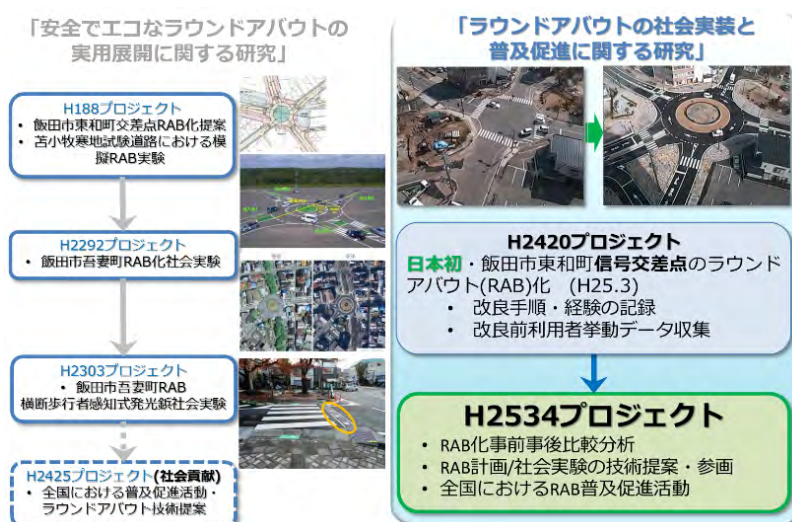 「安全でエコなラウンドアバウトの
実用展開に関する研究」
H188プロジェクト
• 飯田市東和町交差点RAB化提案
• 苫小牧寒地試験道路における模
擬RAB実験
H2292プロジェクト
• 飯田市吾妻町RAB化社会実験
H2303プロジェクト
• 飯田市吾妻町RAB
横断歩行者感知式発光鋲社会実験
H2425プロジェクト(社会貢献)
• 全国における普及促進活動・
ラウンドアバウト技術提案
「ラウンドアバウトの社会実装と
普及促進に関する研究」
H2420プロジェクト
日本初・飯田市東和町信号交差点のラウンド
アバウト(RAB)化　(H25.3)
• 改良手順・経験の記録
• 改良前利用者挙動データ収集
H2534プロジェクト
• RAB化事前事後比較分析
• RAB計画/社会実験の技術提案・参画
• 全国におけるRAB普及促進活動